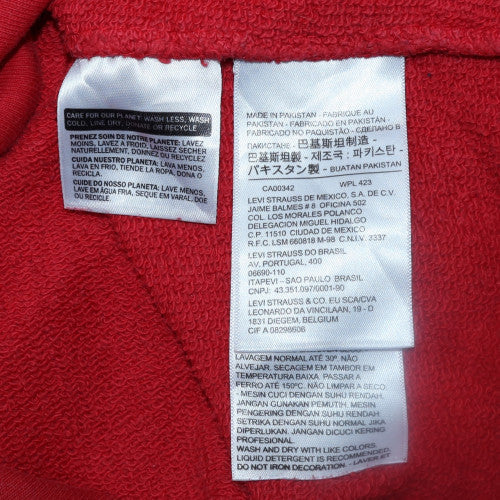 CARE FOR OUR PLANET: WASH LESS, WASH
COLD, LINE DRY, DONATE OR RECYCLE
PRENEZ SOIN DE NOTRE PLANÈTE: LAVEZ
MOINS, LAVEZ À FROID, LAISSEZ SÉCHER
NATURELLEMENT, DONNEZ OU RECYCLEZ
CUIDA NUESTRO PLANETA: LAVA MENOS,
LAVA EN FRÍO, TIENDE LA ROPA, DONA O
RECICLA.
CUIDE DO NOSSO PLANETA: LAVE MENOS,
LAVE EM ÁGUA FRIA, SEQUE EM VARAL, DOE
OU RECICLE.
MADE IN PAKISTAN - FABRIQUE AU
PAKISTAN - FABRICADO EN PAKISTÁN -
FABRICADO NO PAQUISTÃO - СДЕЛАНО В
ПАКИСТАНЕ - 巴基斯坦制造 -
巴基斯坦製 - 제조국 : 파키스탄 -
パキスタン製 - BUATAN PAKISTAN
CA00342 WPL 423
LEVI STRAUSS DE MEXICO, S.A. DE C.V.
JAIME BALMES # 8 OFICINA 502
COL LOS MORALES POLANCO
DELEGACION MIGUEL HIDALGO
C.P. 11510 CIUDAD DE MEXICO
R.F.C. LSM 660818 M-98 C.N.I.V. 3337
LEVI STRAUSS DO BRASIL
AV, PORTUGAL, 400
06690-110
ITAPEVI – SAO PAULO BRASIL
CNPJ: 43.351.097/0001-90
LEVI STRAUSS & CO. EU SCA/CVA
LEONARDO DA VINCILAAN, 19 - D
1831 DIEGEM, BELGIUM
CIF A 08298606
LAVAGEM NORMAL ATÉ 30º. NÃO
ALVEJAR. SECAGEM EM TAMBOR EM
TEMPERATURA BAIXA. PASSAR A
FERRO ATÉ 150ºC. NÃO LIMPAR A SECO
- MESIN CUCI DENGAN SUHU RENDAH,
JANGAN GUNAKAN PEMUTIH, MESIN
PENGERING DENGAN SUHU RENDAH,
SETRIKA DENGAN SUHU NORMAL JIKA
DIPERLUKAN. JANGAN DICUCI KERING
PROFESIONAL.
WASH AND DRY WITH LIKE COLORS.
LIQUID DETERGENT IS RECOMMENDED.
DO NOT IRON DECORATION. - LAVER ET